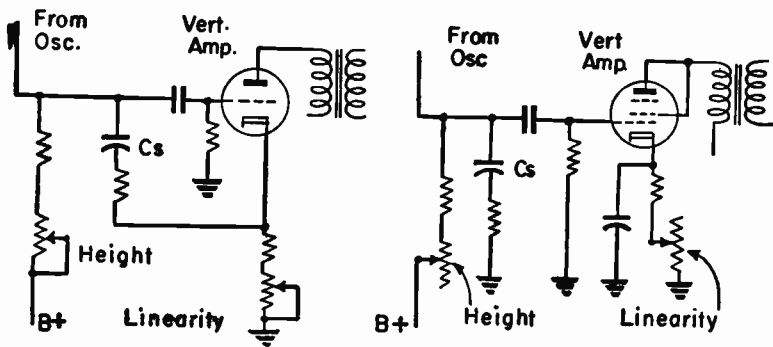 From
Osc.
Vert.
Amp.
Cs
Height
B+
Linearity
From
Osc
Vert
Amp.
Cs
B+
Height
Linearity